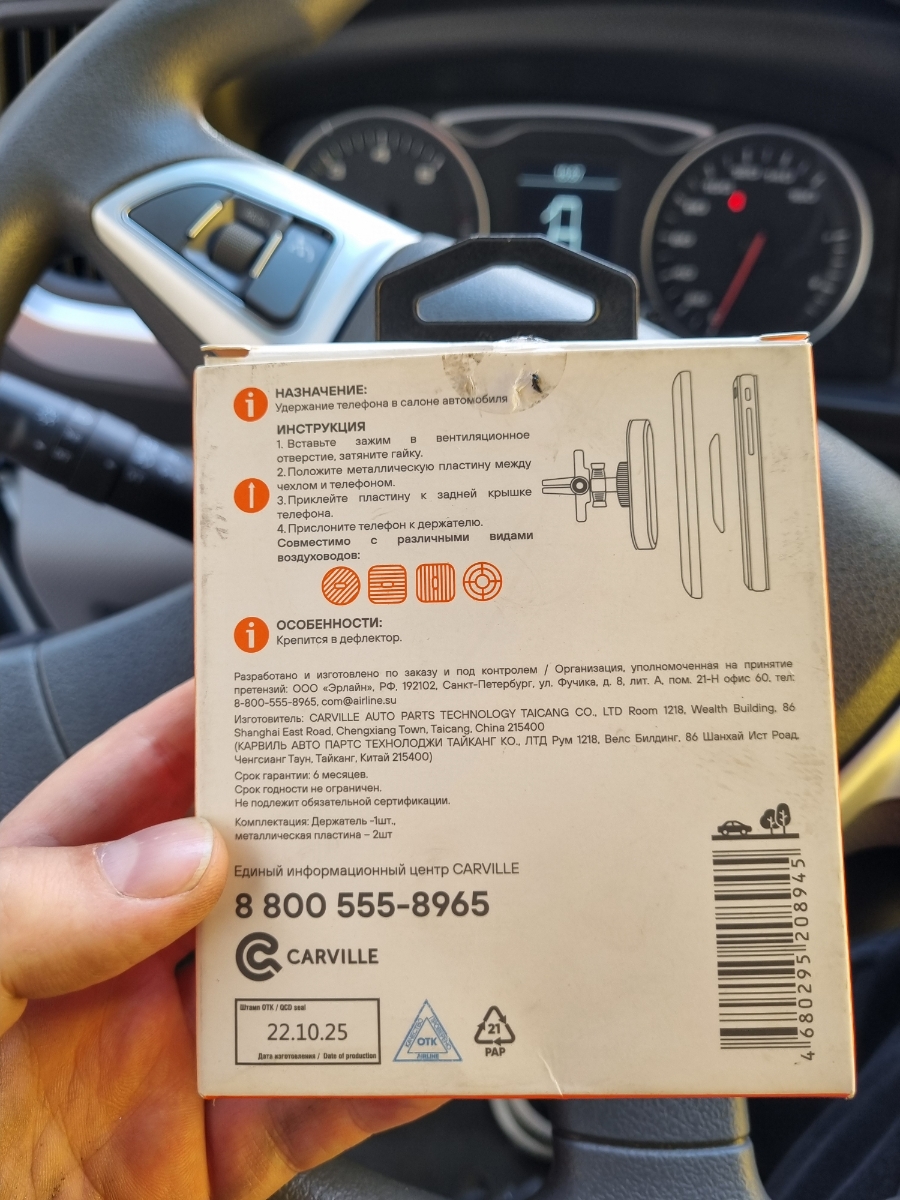 НАЗНАЧЕНИЕ:
Удержание телефона в салоне автомобиля
ИНСТРУКЦИЯ
1. Вставьте зажим в вентиляционное
отверстие, затяните гайку.
2. Положите металлическую пластину между
чехлом и телефоном.
3. Приклейте пластину к задней крышке
телефона.
4. Прислоните телефон к держателю.
Совместимо с различными видами
воздуховодов:
ОСОБЕННОСТИ:
Крепится в дефлектор.
Разработано и изготовлено по заказу и под контролем / Организация, уполномоченная на принятие
претензий: ООО «Эрлайн», РФ, 192102, Санкт-Петербург, ул. Фучика, д. 8, лит. А, пом. 21-Н офис 60, тел:
8-800-555-8965, com@airline.su
Изготовитель: CARVILLE AUTO PARTS TECHNOLOGY TAICANG CO., LTD Room 1218, Wealth Building, 86
Shanghai East Road, Chengxiang Town, Taicang, China 215400
(КАРВИЛЬ АВТО ПАРТС ТЕХНОЛОДЖИ ТАЙКАНГ КО., ЛТД Рум 1218, Велс Билдинг, 86 Шанхай Ист Роад,
Ченгсианг Таун, Тайканг, Китай 215400)
Срок гарантии: 6 месяцев.
Срок годности не ограничен.
Не подлежит обязательной сертификации.
Комплектация: Держатель -1шт.,
металлическая пластина – 2шт
Единый информационный центр CARVILLE
8 800 555-8965
CARVILLE
Штамп ОТК / QCD seal
22.10.25
Дата изготовления / Date of production
ОТК
AIRLINE
21
PAP
4 680295 208945